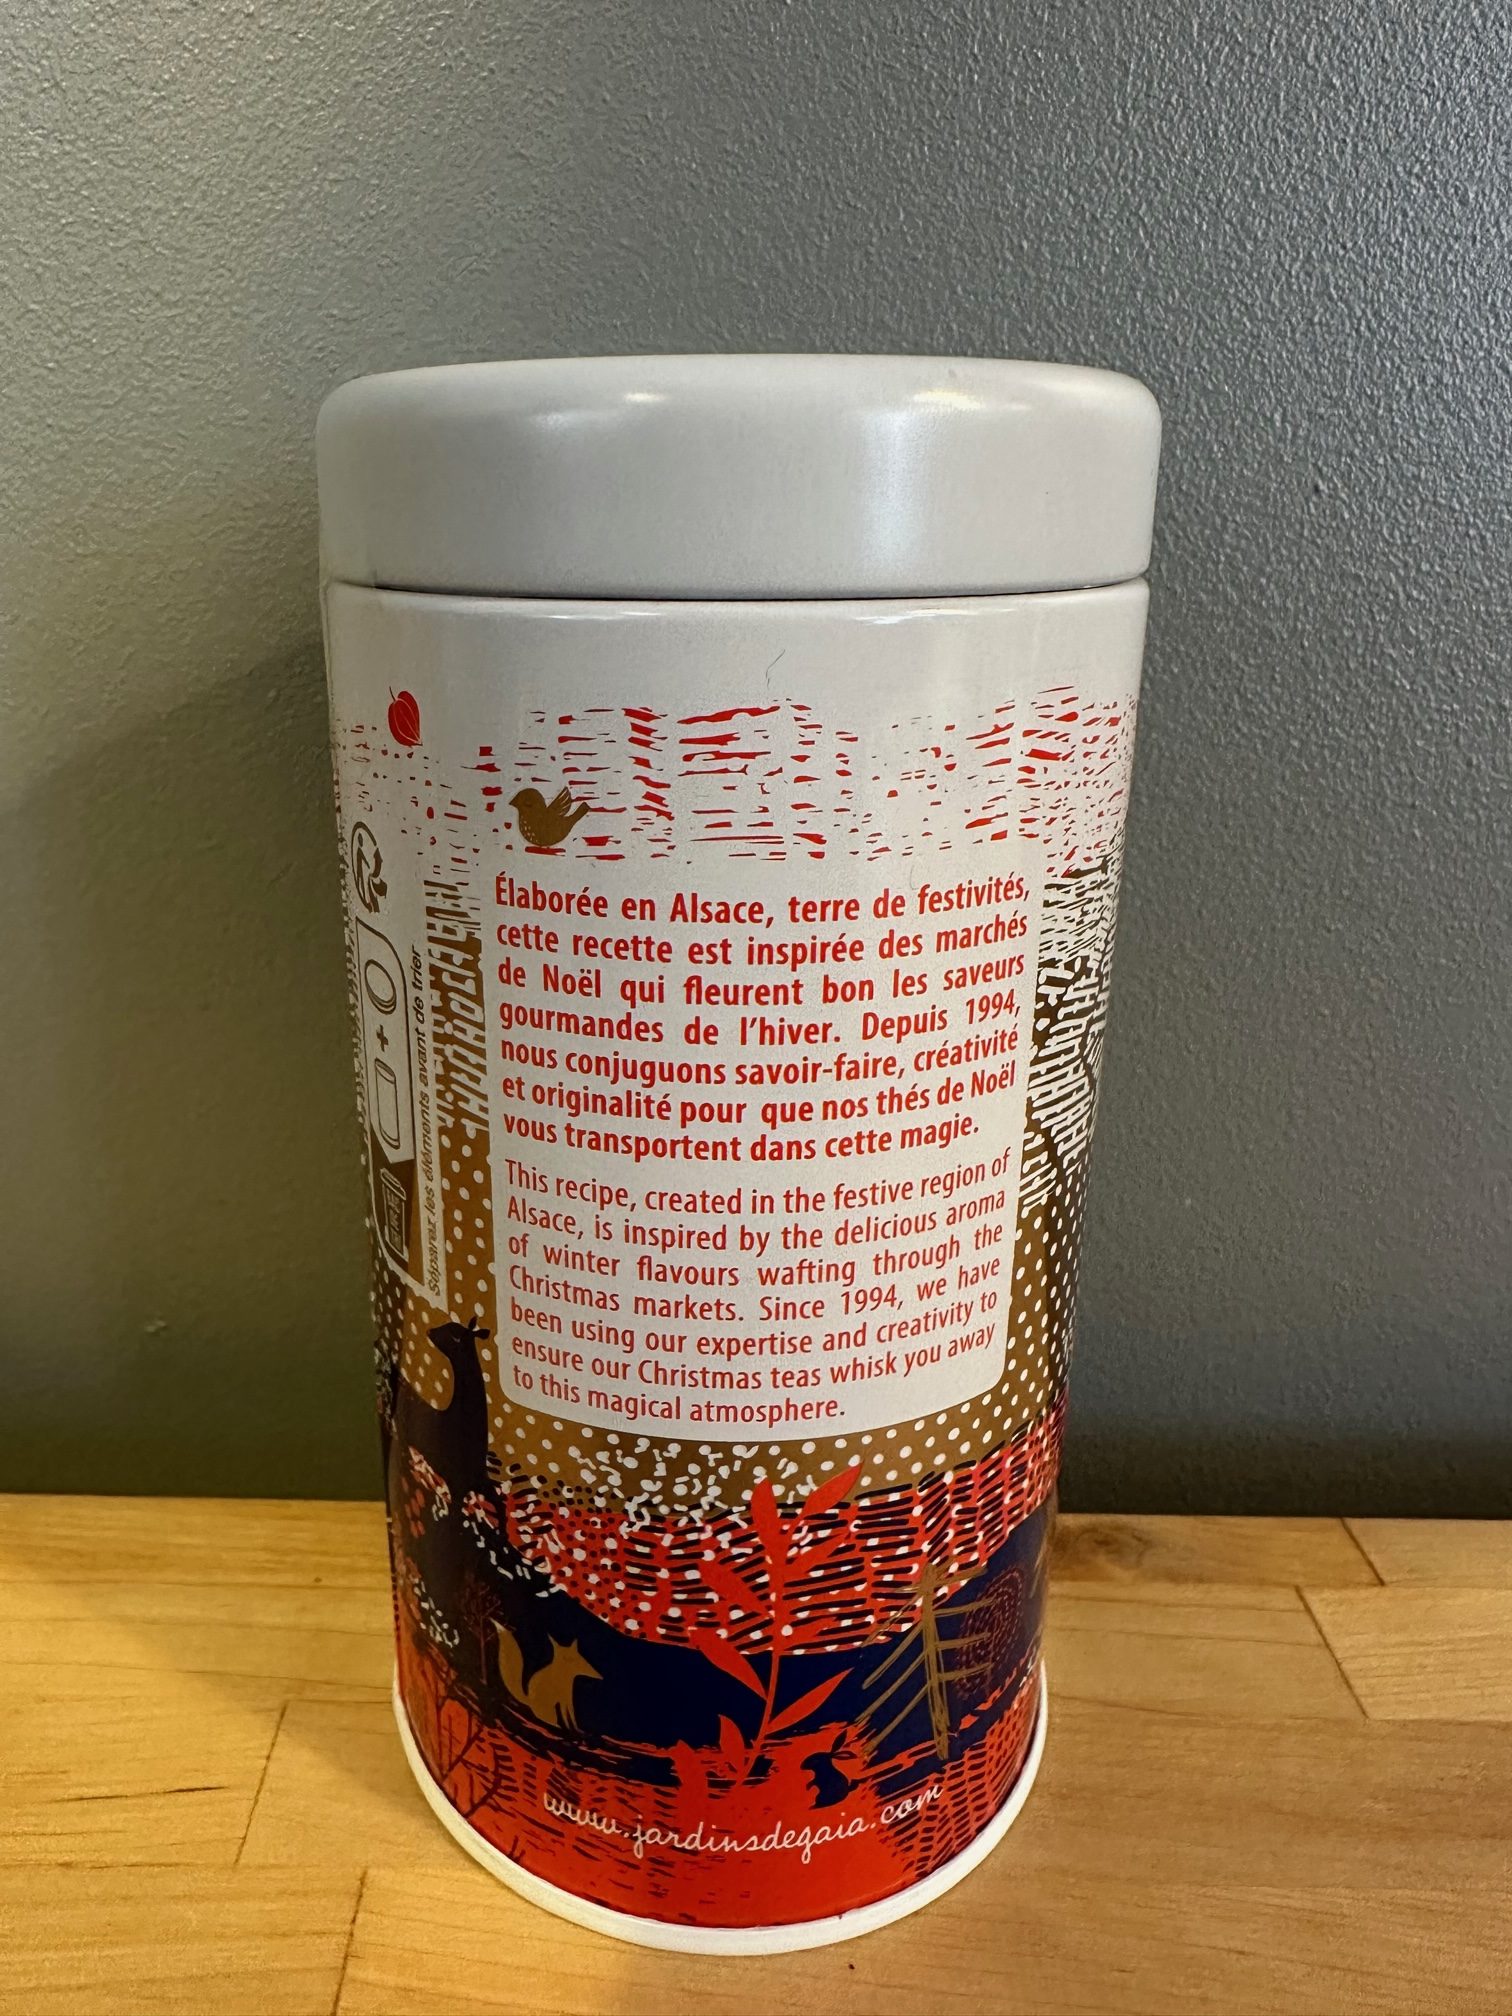 Élaborée en Alsace, terre de festivités,
cette recette est inspirée des marchés
de Noël qui fleurent bon les saveurs
gourmandes de l'hiver. Depuis 1994,
nous conjuguons savoir-faire, créativité
et originalité pour que nos thés de Noël
vous transportent dans cette magie.
This recipe, created in the festive region of
Alsace, is inspired by the delicious aroma
of winter flavours wafting through the
Christmas markets. Since 1994, we have
been using our expertise and creativity to
ensure our Christmas teas whisk you away
to this magical atmosphere.
Séparez les éléments avant de trier
www.jardinsdegaia.com